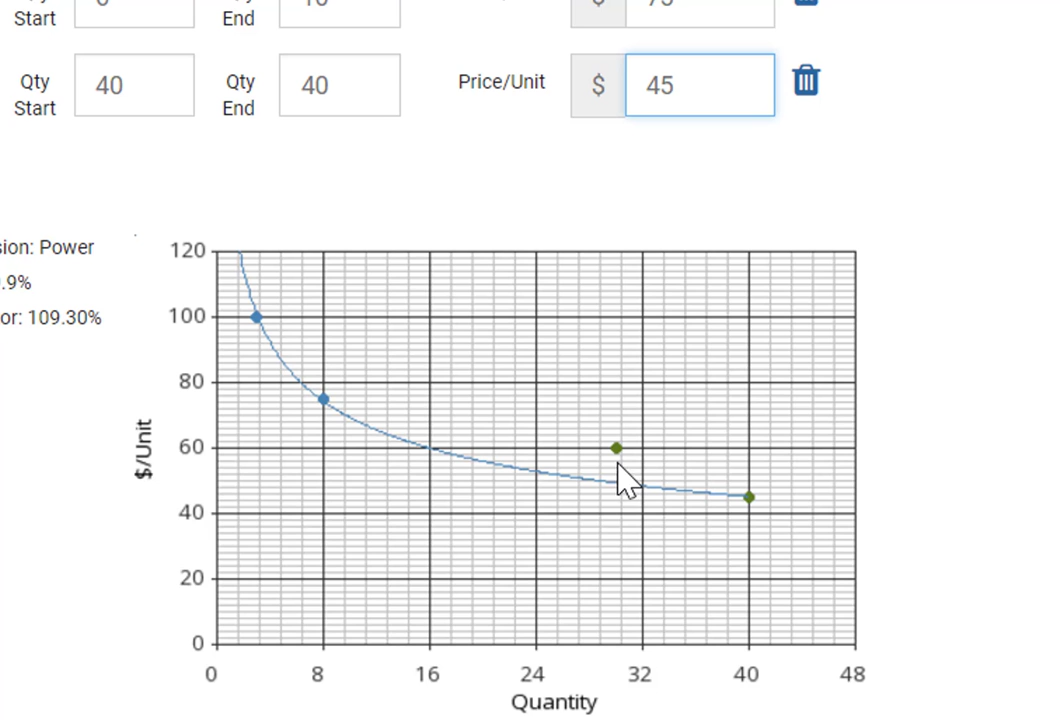 Start
End
$ 75
Qty Start 40 Qty End 40 Price/Unit $ 45
sion: Power
.9%
or: 109.30%
120
100
80
60
40
20
0
$/Unit
0 8 16 24 32 40 48
Quantity